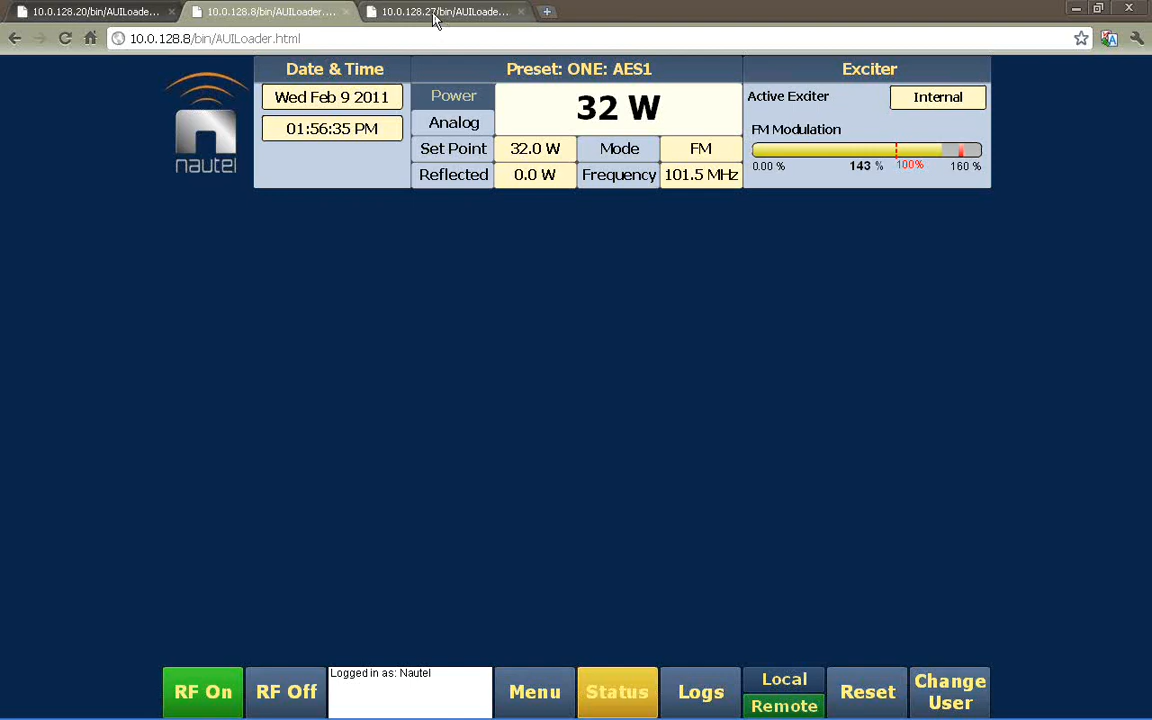 10.0.128.20/bin/AUILoade...
10.0.128.8/bin/AUILoader....
10.0.128.27/bin/AUILoade...
10.0.128.8/bin/AUILoader.html
nautel
Date & Time
Wed Feb 9 2011
01:56:35 PM
Preset: ONE: AES1
Power
Analog
32 W
Set Point
32.0 W
Mode
FM
Reflected
0.0 W
Frequency
101.5 MHz
Exciter
Active Exciter
Internal
FM Modulation
0.00 %
143 %
100%
160 %
RF On
RF Off
Logged in as: Nautel
Menu
Status
Logs
Local
Remote
Reset
Change
User